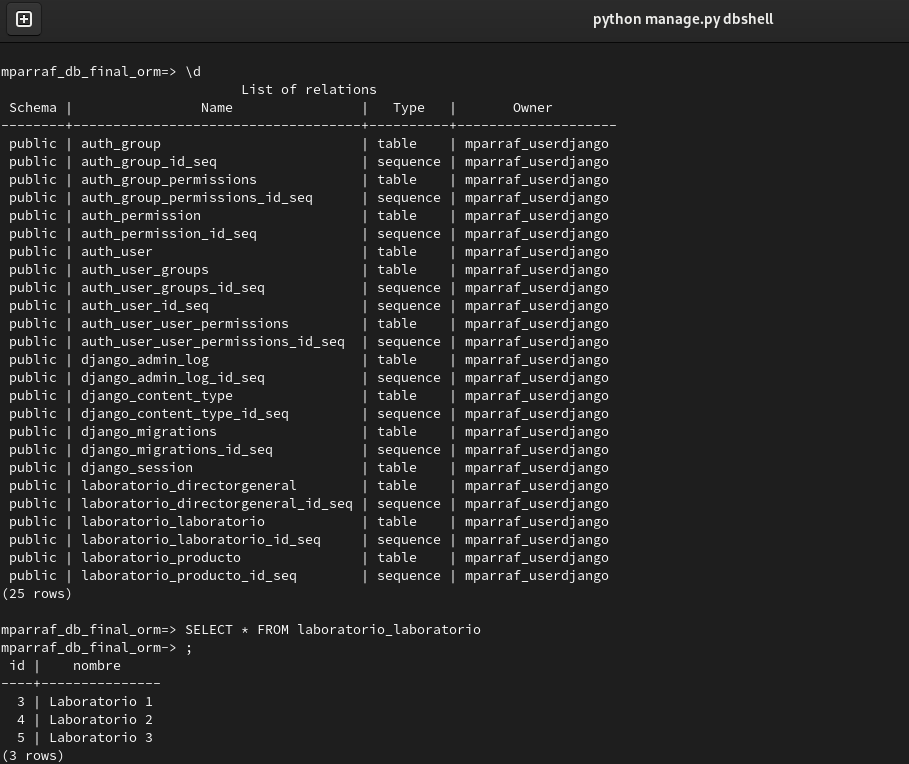 python manage.py dbshell
mparraf_db_final_orm=> \d
                              List of relations
 Schema |                Name                |   Type   |       Owner
--------+------------------------------------+----------+--------------------
 public | auth_group                         | table    | mparraf_userdjango
 public | auth_group_id_seq                  | sequence | mparraf_userdjango
 public | auth_group_permissions             | table    | mparraf_userdjango
 public | auth_group_permissions_id_seq      | sequence | mparraf_userdjango
 public | auth_permission                    | table    | mparraf_userdjango
 public | auth_permission_id_seq             | sequence | mparraf_userdjango
 public | auth_user                          | table    | mparraf_userdjango
 public | auth_user_groups                   | table    | mparraf_userdjango
 public | auth_user_groups_id_seq            | sequence | mparraf_userdjango
 public | auth_user_id_seq                   | sequence | mparraf_userdjango
 public | auth_user_user_permissions         | table    | mparraf_userdjango
 public | auth_user_user_permissions_id_seq  | sequence | mparraf_userdjango
 public | django_admin_log                   | table    | mparraf_userdjango
 public | django_admin_log_id_seq            | sequence | mparraf_userdjango
 public | django_content_type                | table    | mparraf_userdjango
 public | django_content_type_id_seq         | sequence | mparraf_userdjango
 public | django_migrations                  | table    | mparraf_userdjango
 public | django_migrations_id_seq           | sequence | mparraf_userdjango
 public | django_session                     | table    | mparraf_userdjango
 public | laboratorio_directorgeneral        | table    | mparraf_userdjango
 public | laboratorio_directorgeneral_id_seq | sequence | mparraf_userdjango
 public | laboratorio_laboratorio            | table    | mparraf_userdjango
 public | laboratorio_laboratorio_id_seq     | sequence | mparraf_userdjango
 public | laboratorio_producto               | table    | mparraf_userdjango
 public | laboratorio_producto_id_seq        | sequence | mparraf_userdjango
(25 rows)
mparraf_db_final_orm=> SELECT * FROM laboratorio_laboratorio
mparraf_db_final_orm-> ;
 id |    nombre
----+---------------
  3 | Laboratorio 1
  4 | Laboratorio 2
  5 | Laboratorio 3
(3 rows)